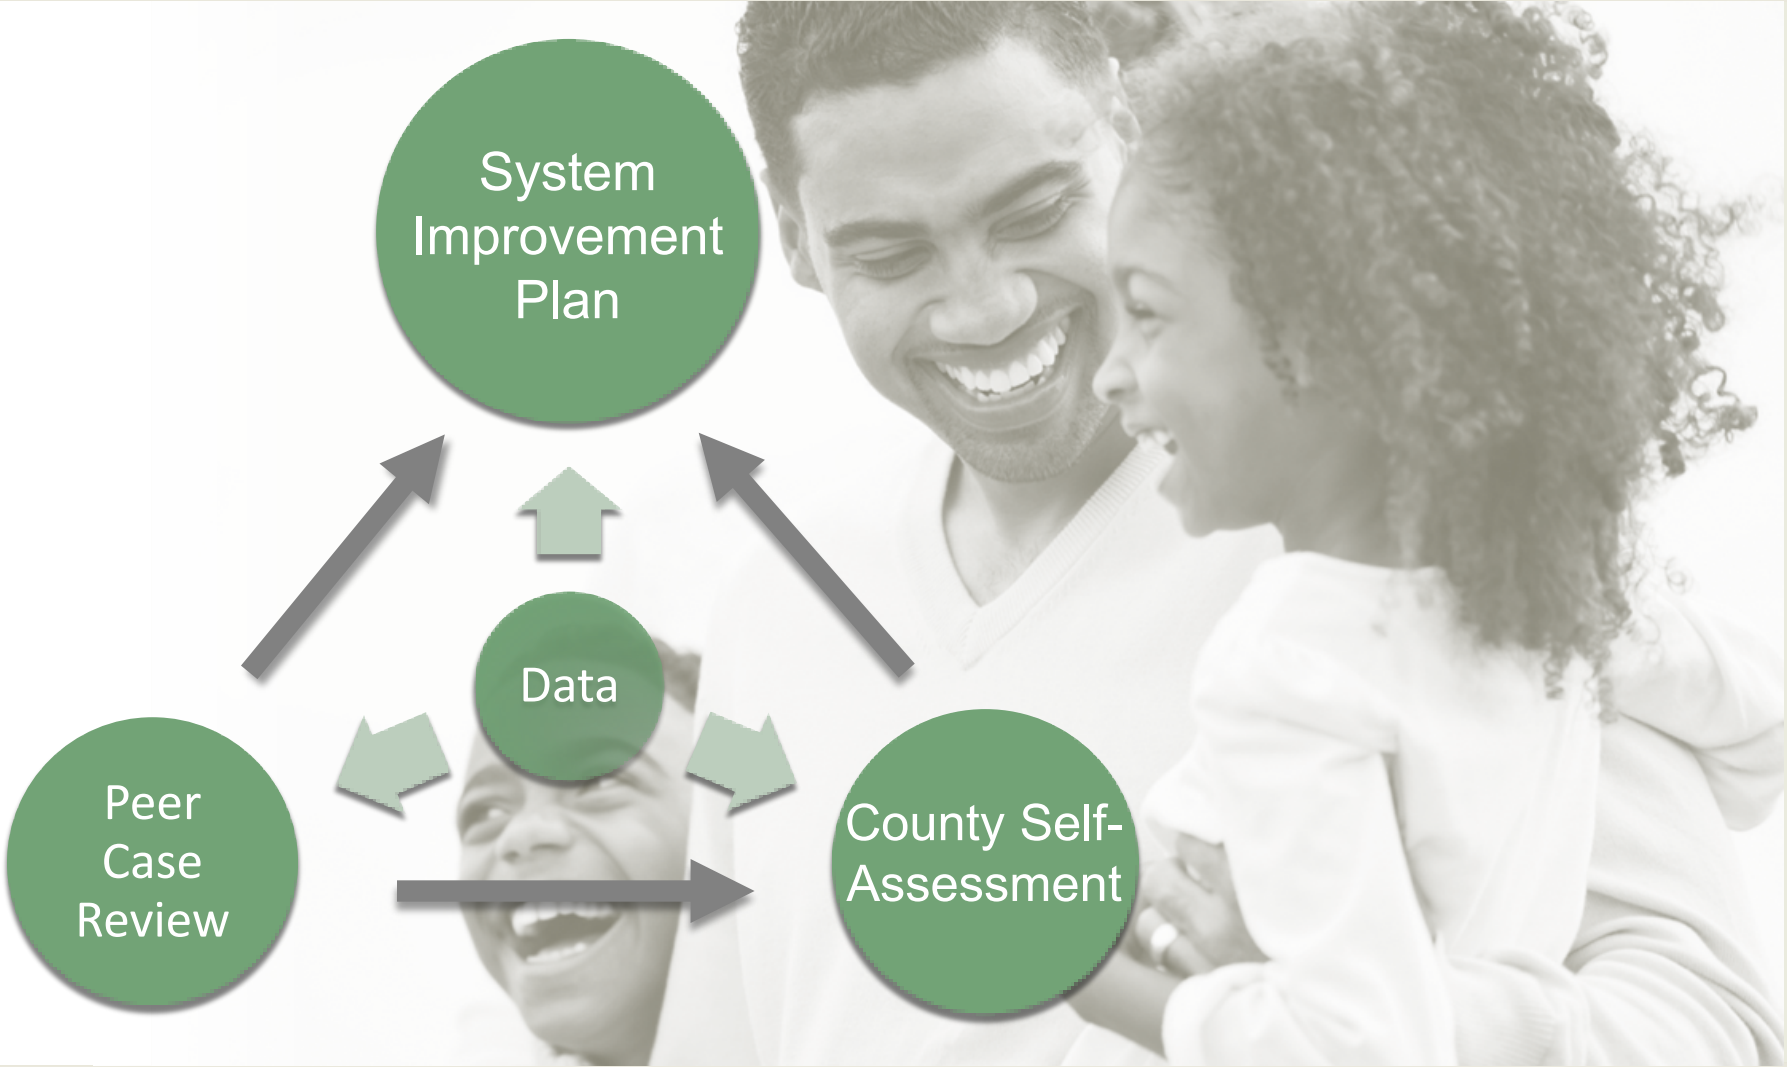 System
Improvement
Plan
Data
Peer
Case
Review
County Self-
Assessment